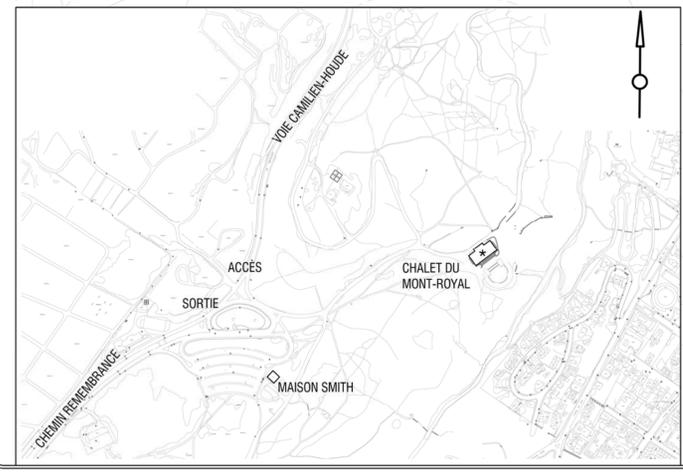 VOIE CAMILIEN-HOUDE
ACCÈS
CHALET DU
MONT-ROYAL
SORTIE
MAISON SMITH
CHEMIN REMEMBRANCE